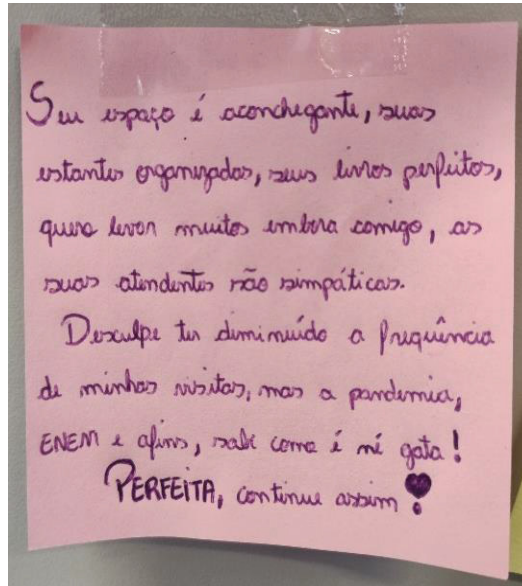 Seu espaço é aconchegante, suas
estantes organizadas, seus livros perfeitos,
quero levar muitos embora comigo, as
suas atendentes são simpáticas.
Desculpe ter diminuído a frequência
de minhas visitas, mas a pandemia,
ENEM e afins, sabe como é né gata!
PERFEITA, continue assim!